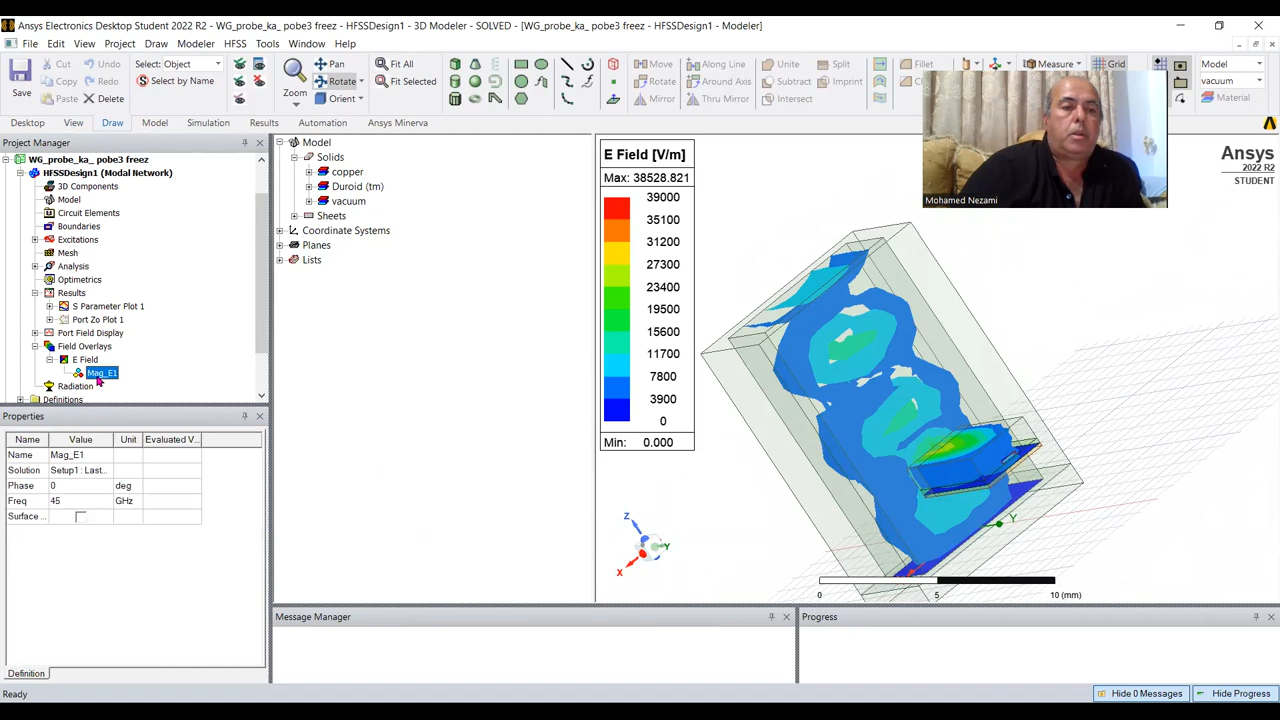 Ansys Electronics Desktop Student 2022 R2 - WG_probe_ka_ pobe3 freez - HFSSDesign1 - 3D Modeler - SOLVED - [WG_probe_ka_ pobe3 freez - HFSSDesign1 - Modeler]
File Edit View Project Draw Modeler HFSS Tools Window Help
Save
Cut
Copy
Paste
Undo
Redo
Delete
Select: Object
Select by Name
Zoom
Pan
Rotate
Orient
Fit All
Fit Selected
Move
Rotate
Mirror
Along Line
Around Axis
Thru Mirror
Unite
Subtract
Intersect
Split
Imprint
Fillet
Measure
Grid
Model
vacuum
Material
Desktop View Draw Model Simulation Results Automation Ansys Minerva
Project Manager
WG_probe_ka_ pobe3 freez
HFSSDesign1 (Modal Network)
3D Components
Model
Circuit Elements
Boundaries
Excitations
Mesh
Analysis
Optimetrics
Results
S Parameter Plot 1
Port Zo Plot 1
Port Field Display
Field Overlays
E Field
Mag_E1
Radiation
Definitions
Properties
Name Value Unit Evaluated V...
Name Mag_E1
Solution Setup1 : Last...
Phase 0 deg
Freq 45 GHz
Surface ...
Definition
Model
Solids
copper
Duroid (tm)
vacuum
Sheets
Coordinate Systems
Planes
Lists
E Field [V/m]
Max: 38528.821
39000
35100
31200
27300
23400
19500
15600
11700
7800
3900
0
Min: 0.000
Mohamed Nezami
Ansys
2022 R2
STUDENT
Z
Y
X
Y
0 5 10 (mm)
Message Manager
Progress
Ready
Hide 0 Messages
Hide Progress